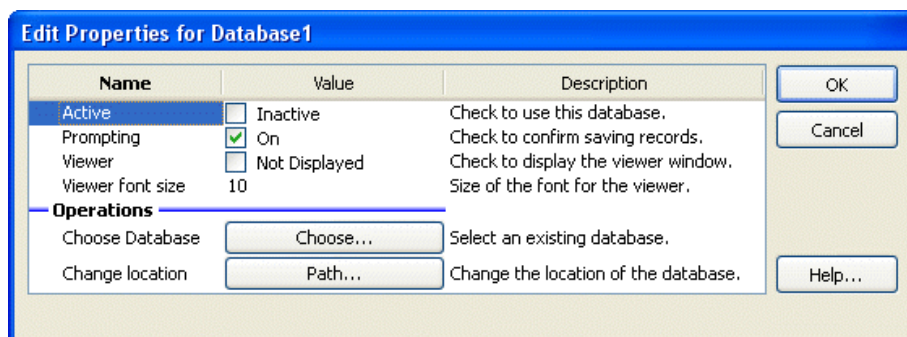 Edit Properties for Database1
Name Value Description
Active Inactive Check to use this database.
Prompting On Check to confirm saving records.
Viewer Not Displayed Check to display the viewer window.
Viewer font size 10 Size of the font for the viewer.
Operations
Choose Database Choose... Select an existing database.
Change location Path... Change the location of the database.
OK
Cancel
Help...